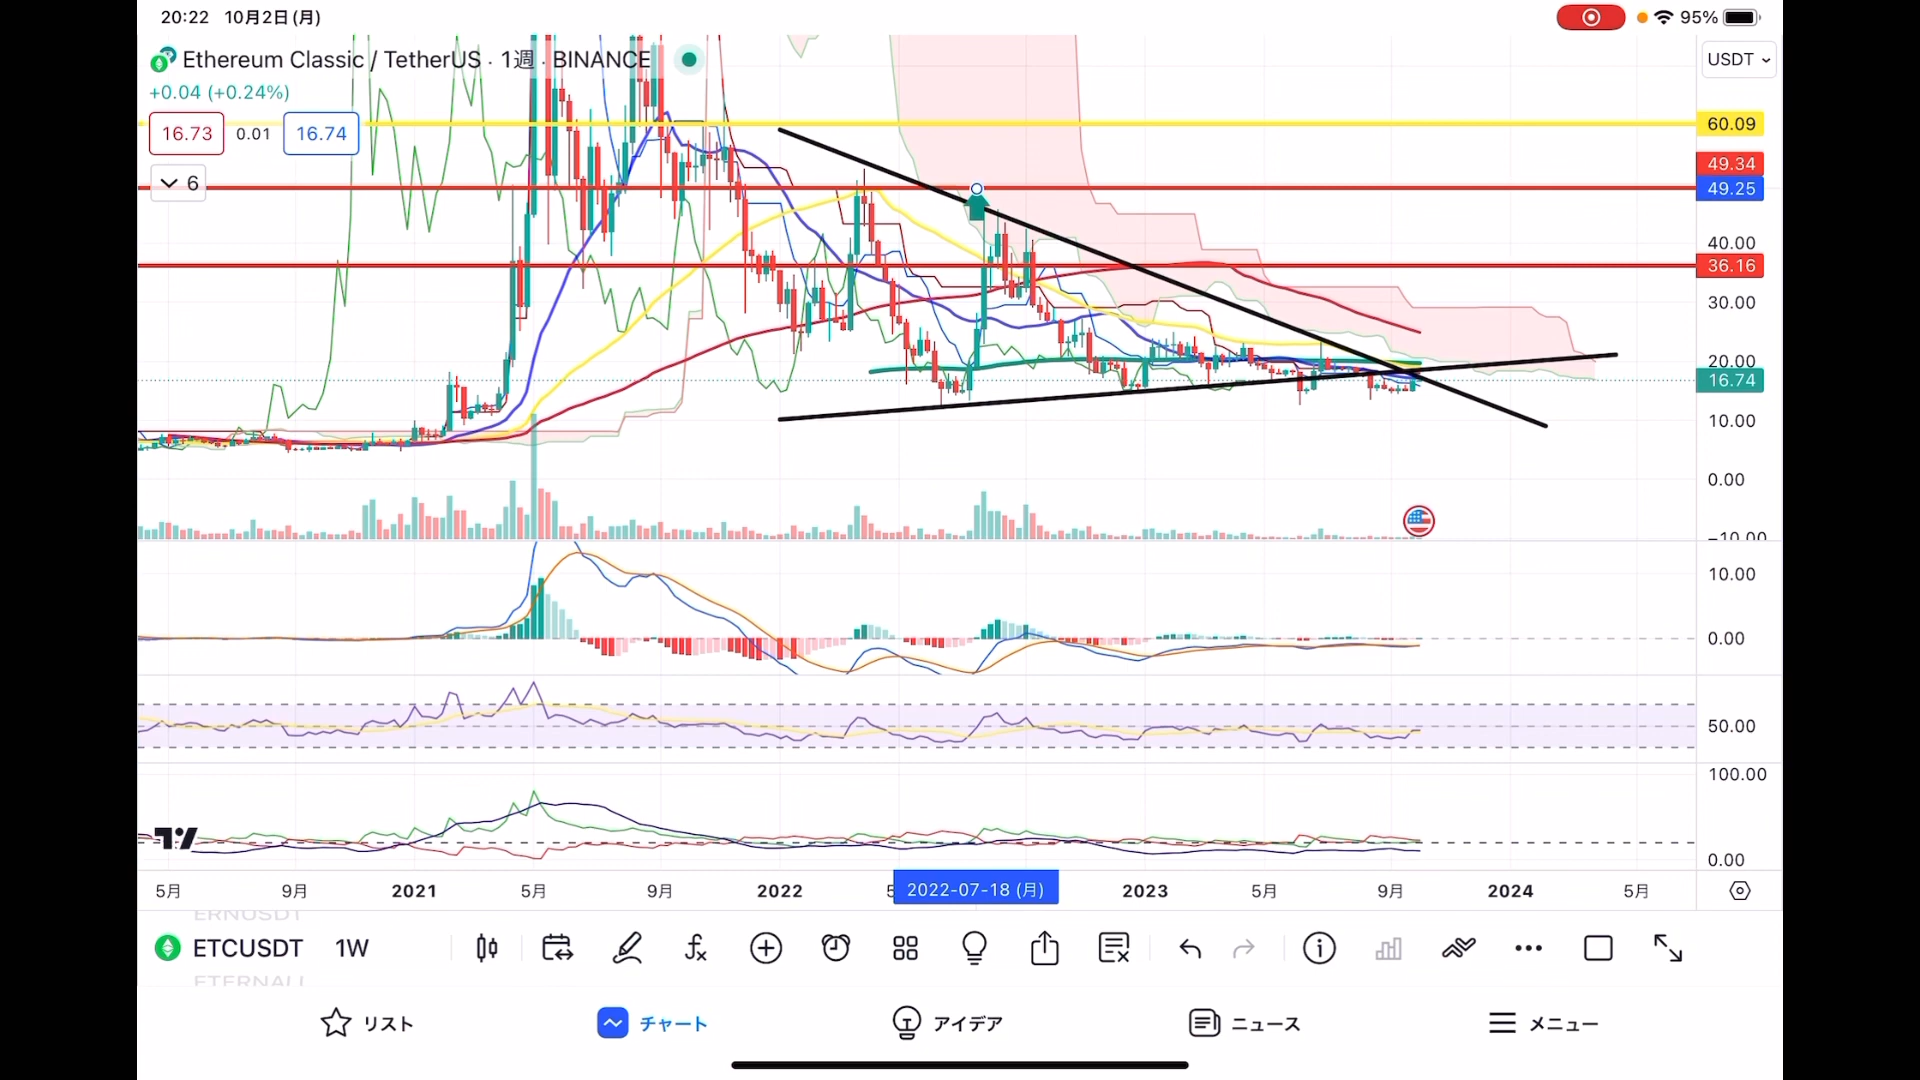 20:22 10月2日(月)
95%
Ethereum Classic / TetherUS · 1週 · BINANCE
USDT
+0.04 (+0.24%)
16.73 0.01 16.74
6
60.09
49.34
49.25
40.00
36.16
30.00
20.00
16.74
10.00
0.00
−10.00
10.00
0.00
50.00
100.00
0.00
5月 9月 2021 5月 9月 2022 5 2022-07-18 (月) 2023 5月 9月 2024 5月
ERNUSDT
ETCUSDT 1W
リスト チャート アイデア ニュース メニュー